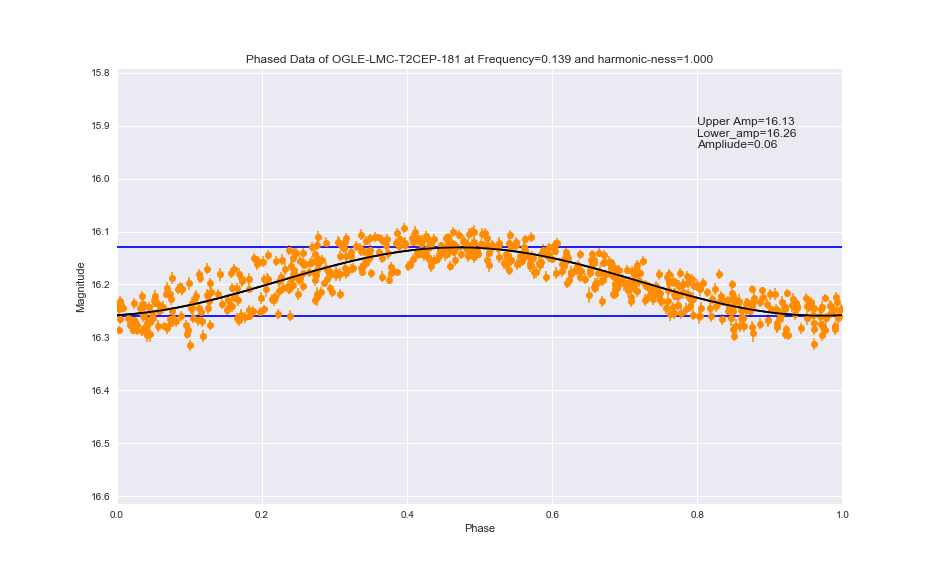 Phased Data of OGLE-LMC-T2CEP-181 at Frequency=0.139 and harmonic-ness=1.000
15.8
15.9
16.0
16.1
16.2
16.3
16.4
16.5
16.6
Magnitude
Upper Amp=16.13
Lower_amp=16.26
Ampliude=0.06
0.0
0.2
0.4
0.6
0.8
1.0
Phase